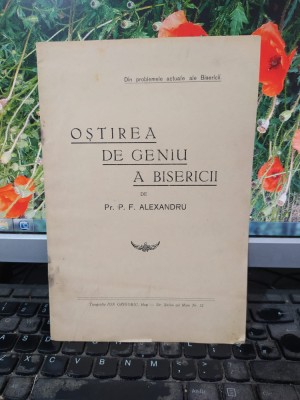 Din problemele actuale ale Bisericii
OȘTIREA
DE GENIU
A BISERICII
DE
Pr. P. F. ALEXANDRU